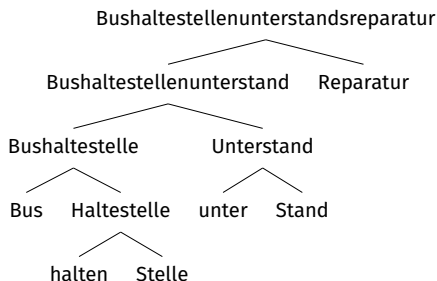 Bushaltestellenunterstandsreparatur
Bushaltestellenunterstand Reparatur
Bushaltestelle Unterstand
Bus Haltestelle unter Stand
halten Stelle